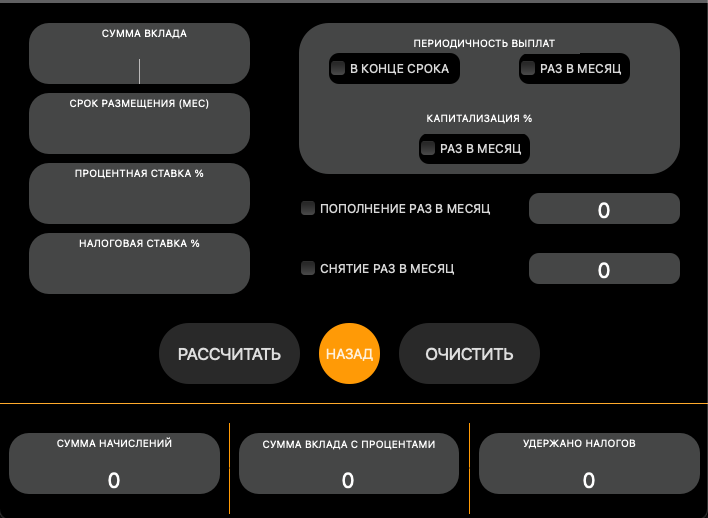 СУММА ВКЛАДА
СРОК РАЗМЕЩЕНИЯ (МЕС)
ПРОЦЕНТНАЯ СТАВКА %
НАЛОГОВАЯ СТАВКА %
ПЕРИОДИЧНОСТЬ ВЫПЛАТ
В КОНЦЕ СРОКА РАЗ В МЕСЯЦ
КАПИТАЛИЗАЦИЯ %
РАЗ В МЕСЯЦ
ПОПОЛНЕНИЕ РАЗ В МЕСЯЦ 0
СНЯТИЕ РАЗ В МЕСЯЦ 0
РАССЧИТАТЬ НАЗАД ОЧИСТИТЬ
СУММА НАЧИСЛЕНИЙ
0
СУММА ВКЛАДА С ПРОЦЕНТАМИ
0
УДЕРЖАНО НАЛОГОВ
0